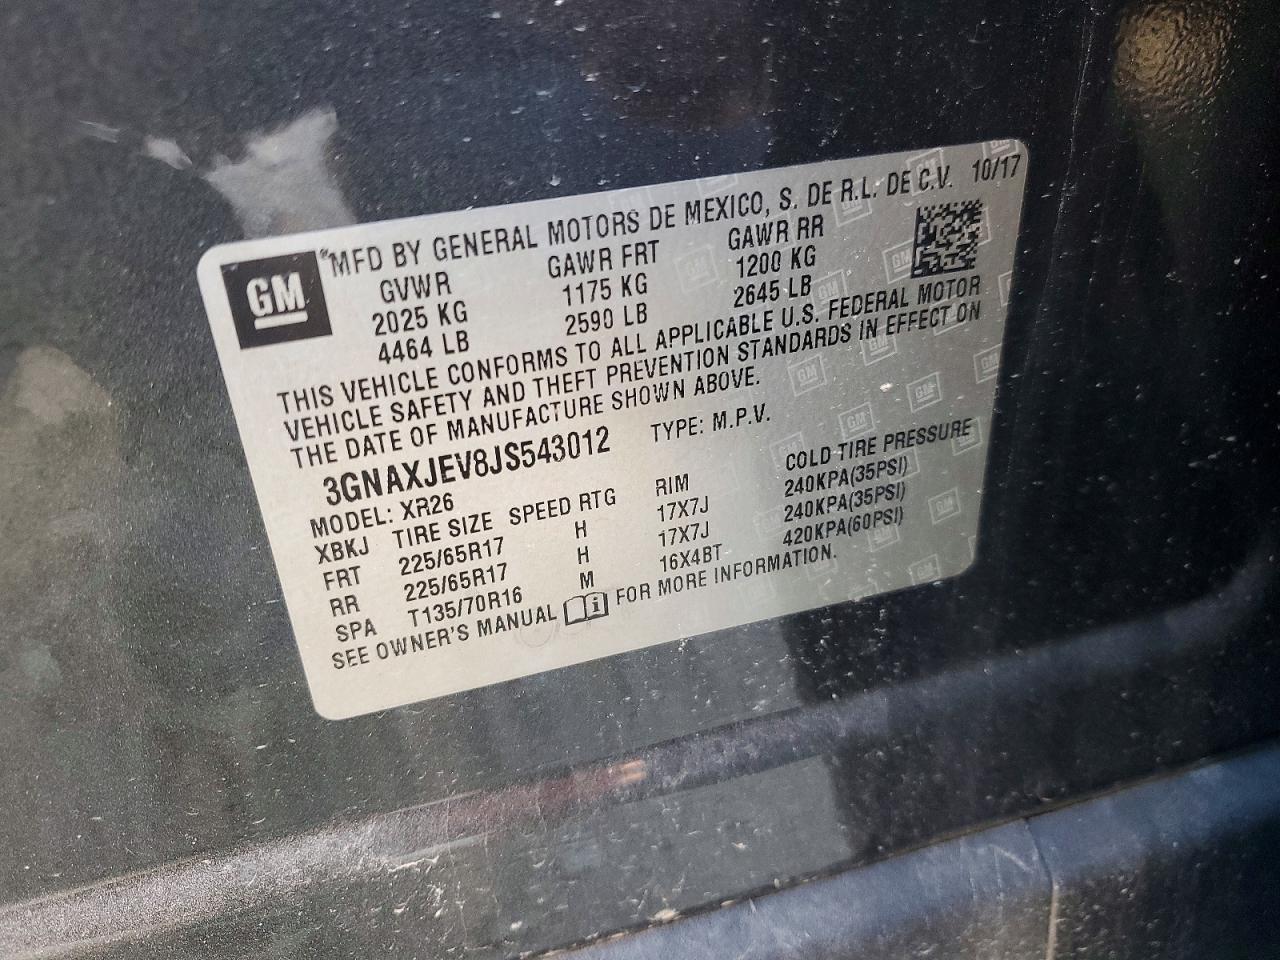 GM
MFD BY GENERAL MOTORS DE MEXICO, S. DE R.L. DE C.V. 10/17
GVWR GAWR FRT GAWR RR
2025 KG 1175 KG 1200 KG
4464 LB 2590 LB 2645 LB
THIS VEHICLE CONFORMS TO ALL APPLICABLE U.S. FEDERAL MOTOR
VEHICLE SAFETY AND THEFT PREVENTION STANDARDS IN EFFECT ON
THE DATE OF MANUFACTURE SHOWN ABOVE.
3GNAXJEV8JS543012 TYPE: M.P.V.
MODEL: XR26
XBKJ TIRE SIZE SPEED RTG RIM COLD TIRE PRESSURE
FRT 225/65R17 H 17X7J 240KPA(35PSI)
RR 225/65R17 H 17X7J 240KPA(35PSI)
SPA T135/70R16 M 16X4BT 420KPA(60PSI)
SEE OWNER'S MANUAL i FOR MORE INFORMATION.